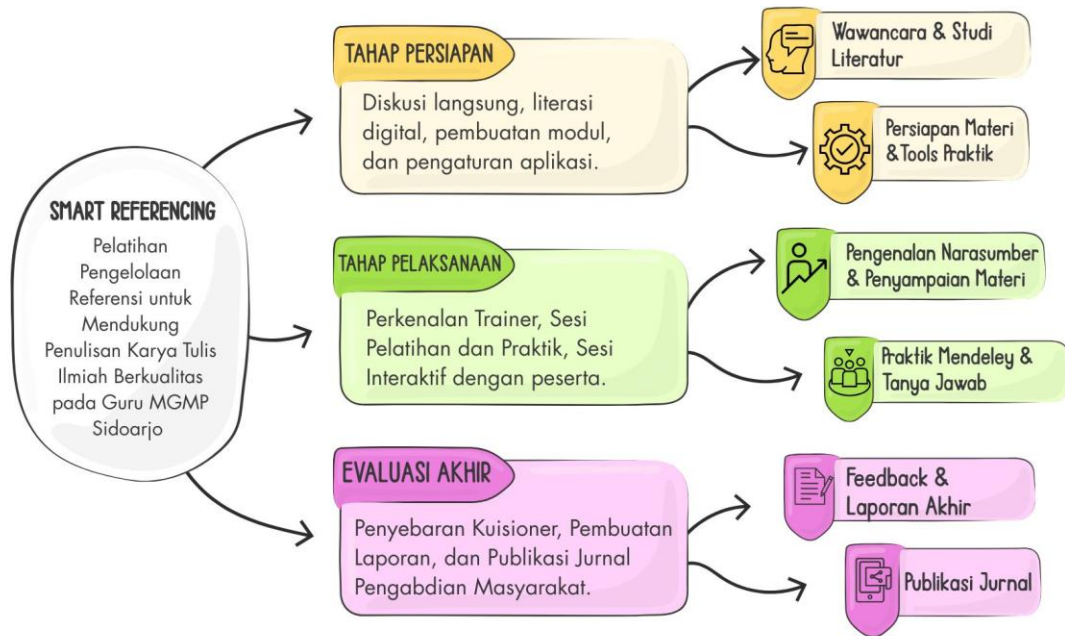 SMART REFERENCING
Pelatihan
Pengelolaan
Referensi untuk
Mendukung
Penulisan Karya Tulis
Ilmiah Berkualitas
pada Guru MGMP
Sidoarjo
TAHAP PERSIAPAN
Diskusi langsung, literasi
digital, pembuatan modul,
dan pengaturan aplikasi.
Wawancara & Studi
Literatur
Persiapan Materi
&Tools Praktik
TAHAP PELAKSANAAN
Perkenalan Trainer, Sesi
Pelatihan dan Praktik, Sesi
Interaktif dengan peserta.
Pengenalan Narasumber
& Penyampaian Materi
Praktik Mendeley &
Tanya Jawab
EVALUASI AKHIR
Penyebaran Kuisioner, Pembuatan
Laporan, dan Publikasi Jurnal
Pengabdian Masyarakat.
Feedback &
Laporan Akhir
Publikasi Jurnal